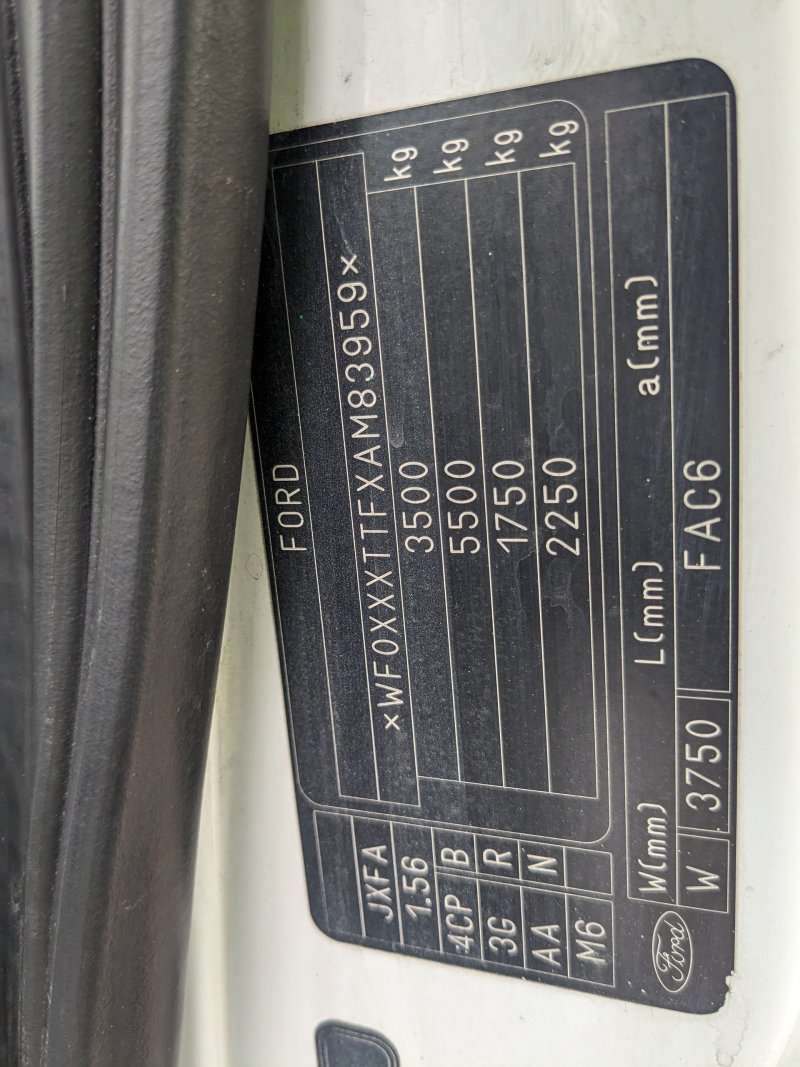 FORD
*WF0XXXTTFXAM83959*
3500 kg
5500 kg
1750 kg
2250 kg
JXFA
1.56
4CP B
3G R
AA N
M6
W(mm) L(mm) a(mm)
W 3750 FAC6
Ford